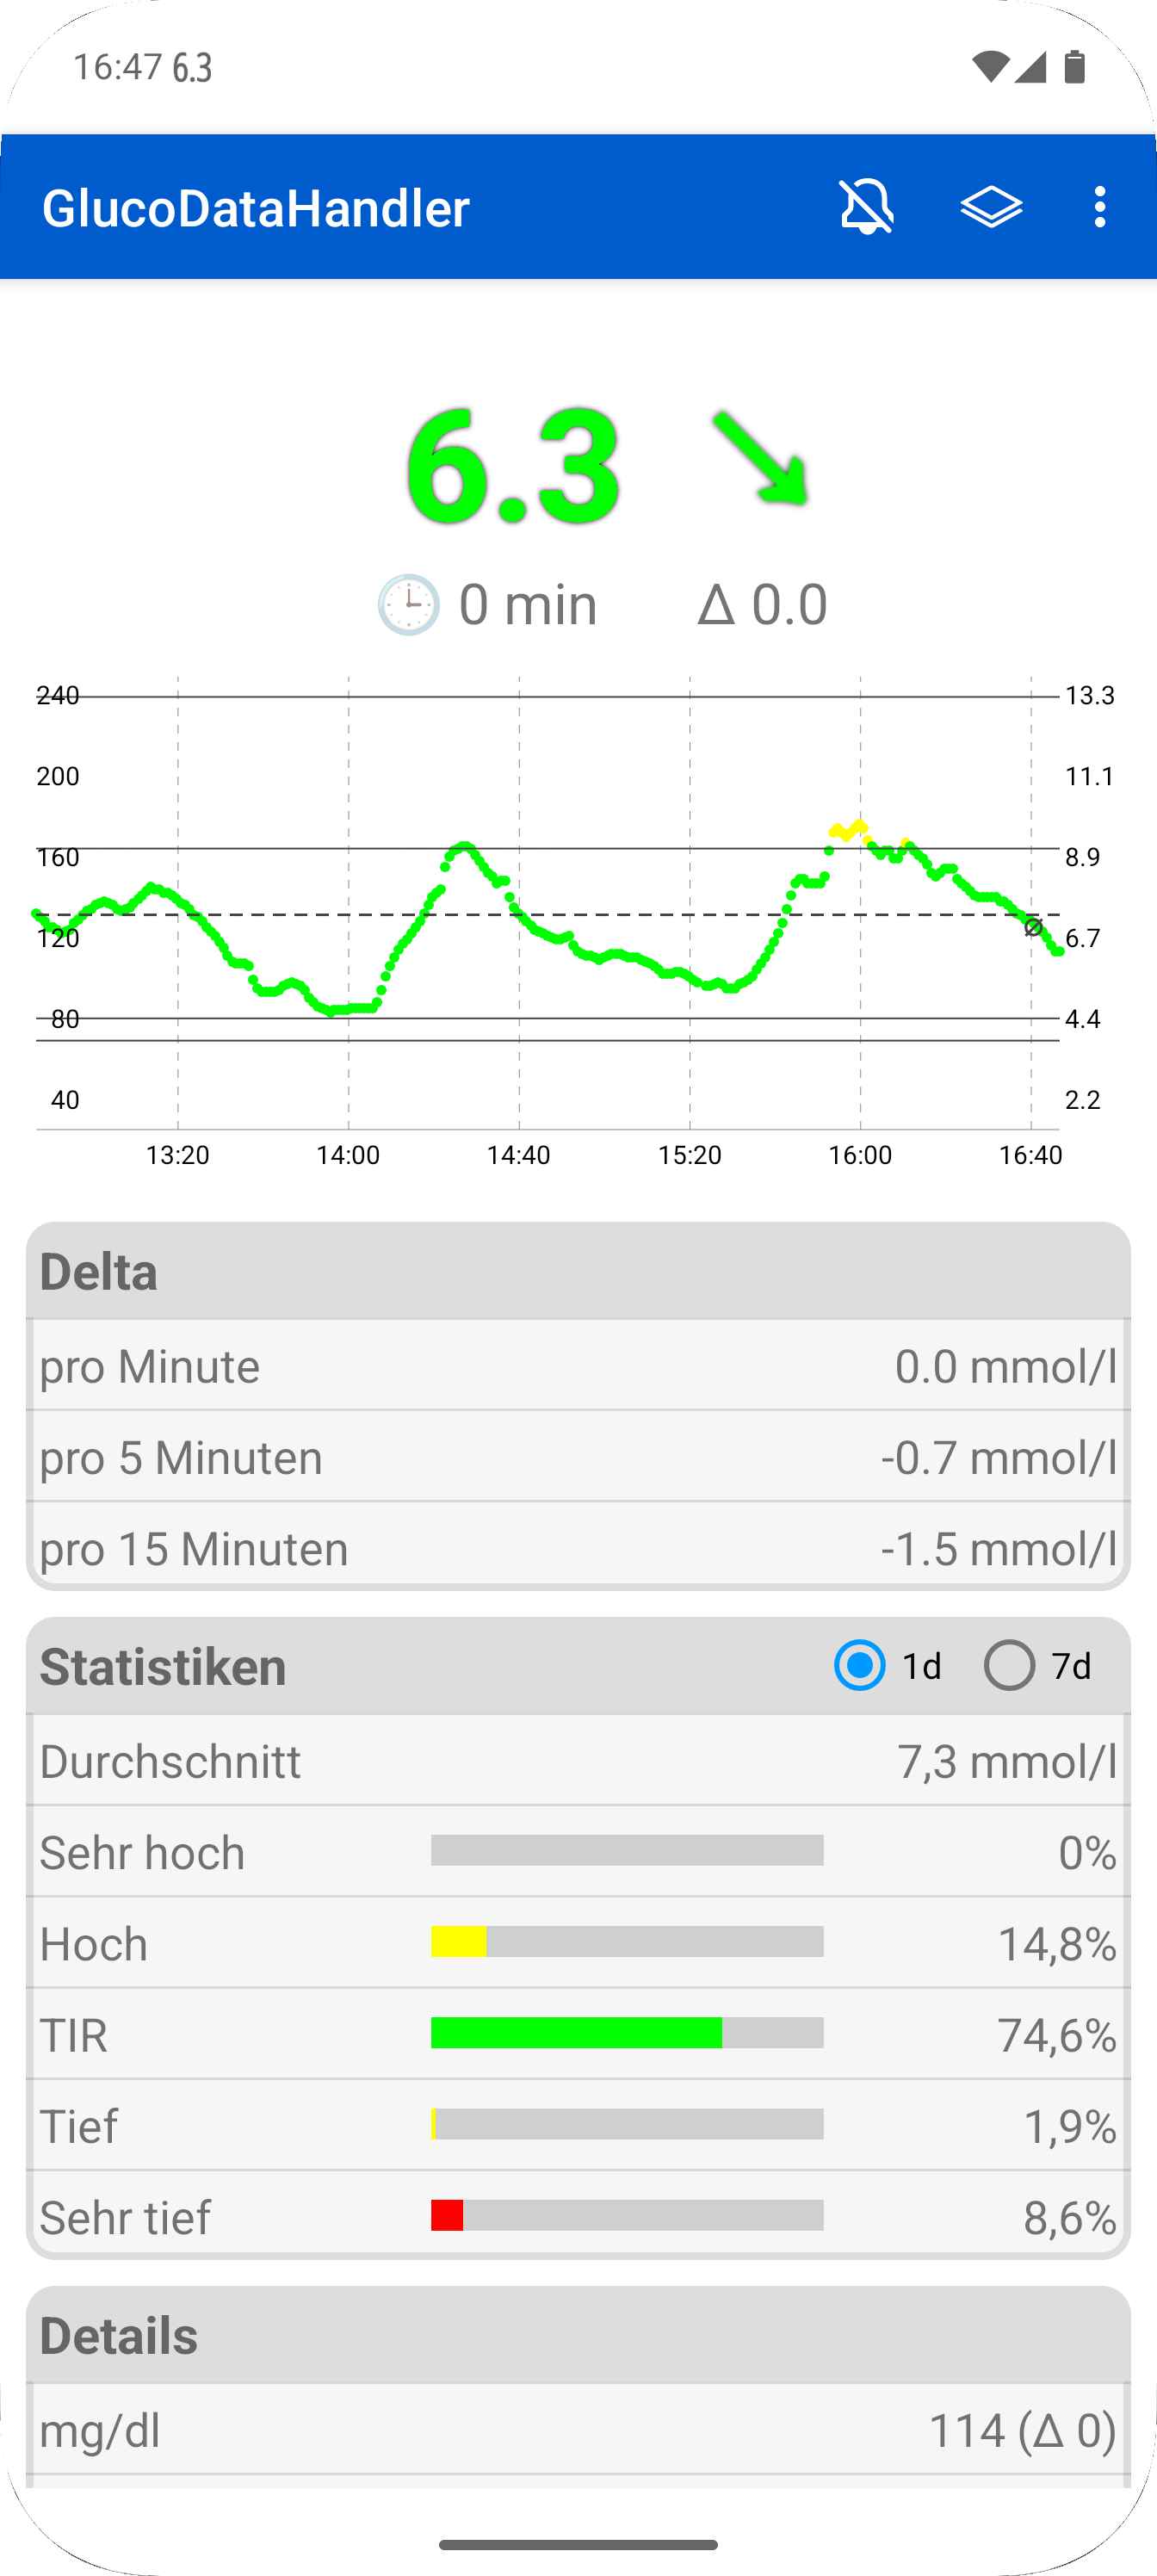 16:47 6.3
GlucoDataHandler
6.3
0 min Δ 0.0
240 13.3
200 11.1
160 8.9
120 6.7
80 4.4
40 2.2
13:20 14:00 14:40 15:20 16:00 16:40
Delta
pro Minute 0.0 mmol/l
pro 5 Minuten -0.7 mmol/l
pro 15 Minuten -1.5 mmol/l
Statistiken 1d 7d
Durchschnitt 7,3 mmol/l
Sehr hoch 0%
Hoch 14,8%
TIR 74,6%
Tief 1,9%
Sehr tief 8,6%
Details
mg/dl 114 (Δ 0)